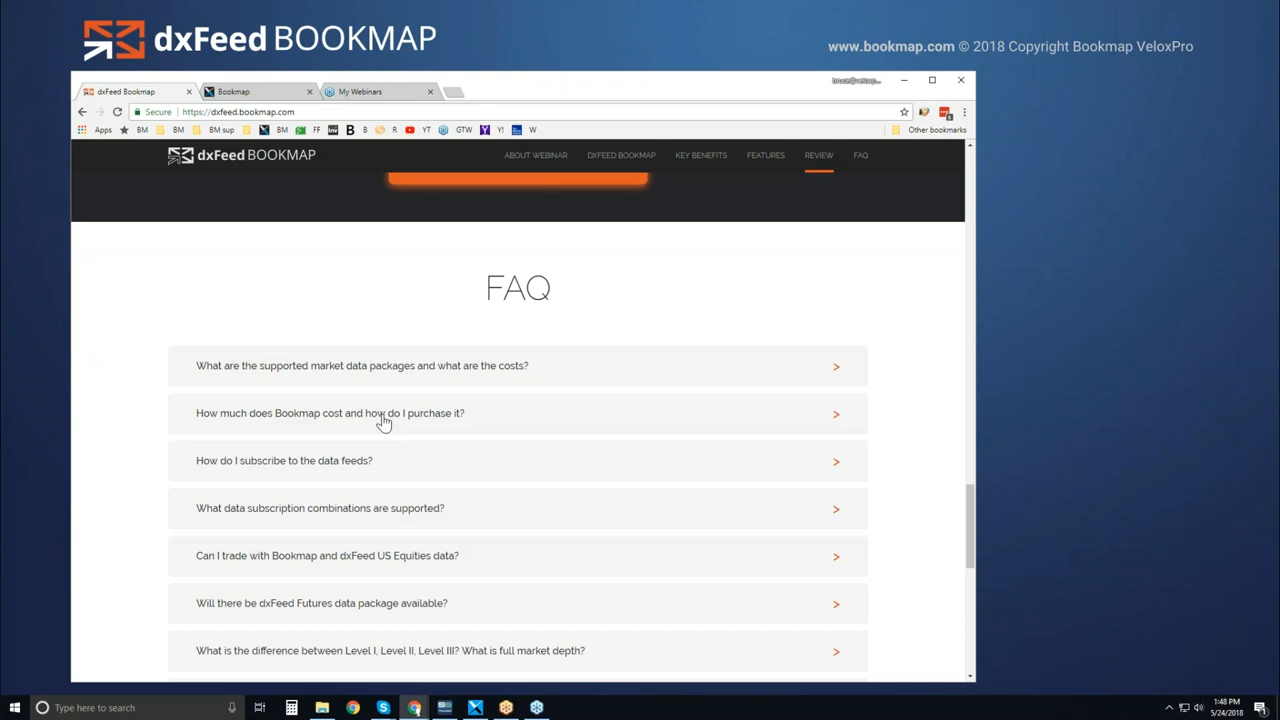 dxFeed BOOKMAP
www.bookmap.com © 2018 Copyright Bookmap VeloxPro
dxFeed Bookmap
Bookmap
My Webinars
Secure https://dxfeed.bookmap.com
Apps BM BM BM sup BM FF B B R YT GTW Y! W Other bookmarks
dxFeed BOOKMAP ABOUT WEBINAR DXFEED BOOKMAP KEY BENEFITS FEATURES REVIEW FAQ
FAQ
What are the supported market data packages and what are the costs?
How much does Bookmap cost and how do I purchase it?
How do I subscribe to the data feeds?
What data subscription combinations are supported?
Can I trade with Bookmap and dxFeed US Equities data?
Will there be dxFeed Futures data package available?
What is the difference between Level I, Level II, Level III? What is full market depth?
Type here to search
1:48 PM
5/24/2018